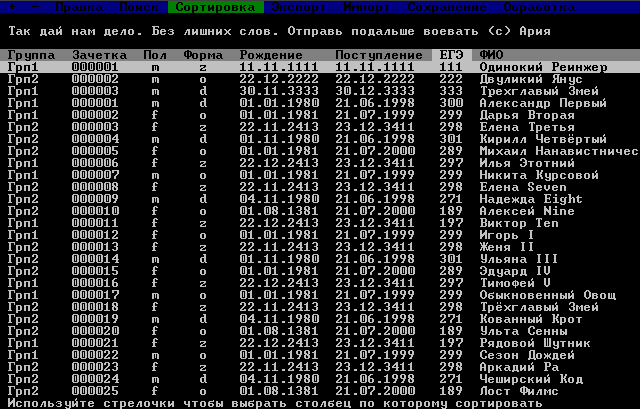 + - Правка Поиск Сортировка Экспорт Импорт Сохранение Обработка
Так дай нам дело. Без лишних слов. Отправь подальше воевать (c) Ария
Группа Зачетка Пол Форма Рождение Поступление ЕГЭ ФИО
Грп1 000001 m z 11.11.1111 11.11.1111 111 Одинокий Рейнжер
Грп2 000002 m o 22.12.2222 22.12.2222 222 Двуликий Янус
Грп2 000003 m d 30.11.3333 30.12.3333 333 Трехглавый Змей
Грп1 000001 m d 01.01.1980 21.06.1998 300 Александр Первый
Грп2 000002 f o 01.01.1981 21.07.1999 299 Дарья Вторая
Грп2 000003 f z 22.11.2413 23.12.3411 298 Елена Третья
Грп2 000004 m d 01.11.1980 21.06.1998 301 Кирилл Четвёртый
Грп2 000005 f o 01.01.1981 21.07.2000 289 Михаил Нанавистничес
Грп1 000006 f z 22.12.2413 23.12.3411 297 Илья Этотний
Грп1 000007 m o 01.01.1981 21.07.1999 299 Никита Курсовой
Грп2 000008 f z 22.11.2413 23.12.3411 298 Елена Seven
Грп2 000009 m d 04.11.1980 21.06.1998 271 Надежда Eight
Грп2 000010 f o 01.08.1381 21.07.2000 189 Алексей Nine
Грп1 000011 f z 22.12.2413 23.12.3411 197 Виктор Ten
Грп1 000012 f o 01.01.1981 21.07.1999 299 Игорь I
Грп2 000013 f z 22.11.2413 23.12.3411 298 Женя II
Грп2 000014 m d 01.11.1980 21.06.1998 301 Ульяна III
Грп2 000015 f o 01.01.1981 21.07.2000 289 Эдуард IV
Грп1 000016 f z 22.12.2413 23.12.3411 297 Тимофей V
Грп1 000017 m o 01.01.1981 21.07.1999 299 Обыкновенный Овощ
Грп2 000018 f z 22.11.2413 23.12.3411 298 Трёхглавый Змей
Грп2 000019 m d 04.11.1980 21.06.1998 271 Кованный Крот
Грп2 000020 f o 01.08.1381 21.07.2000 189 Ульта Сенны
Грп1 000021 f z 22.12.2413 23.12.3411 197 Рядовой Шутник
Грп1 000022 m o 01.01.1981 21.07.1999 299 Сезон Дождей
Грп2 000023 f z 22.11.2413 23.12.3411 298 Аркадий Ра
Грп2 000024 m d 04.11.1980 21.06.1998 271 Чеширский Код
Грп2 000025 f o 01.08.1381 21.07.2000 189 Лост Филмс
Используйте стрелочки чтобы выбрать столбец по которому сортировать